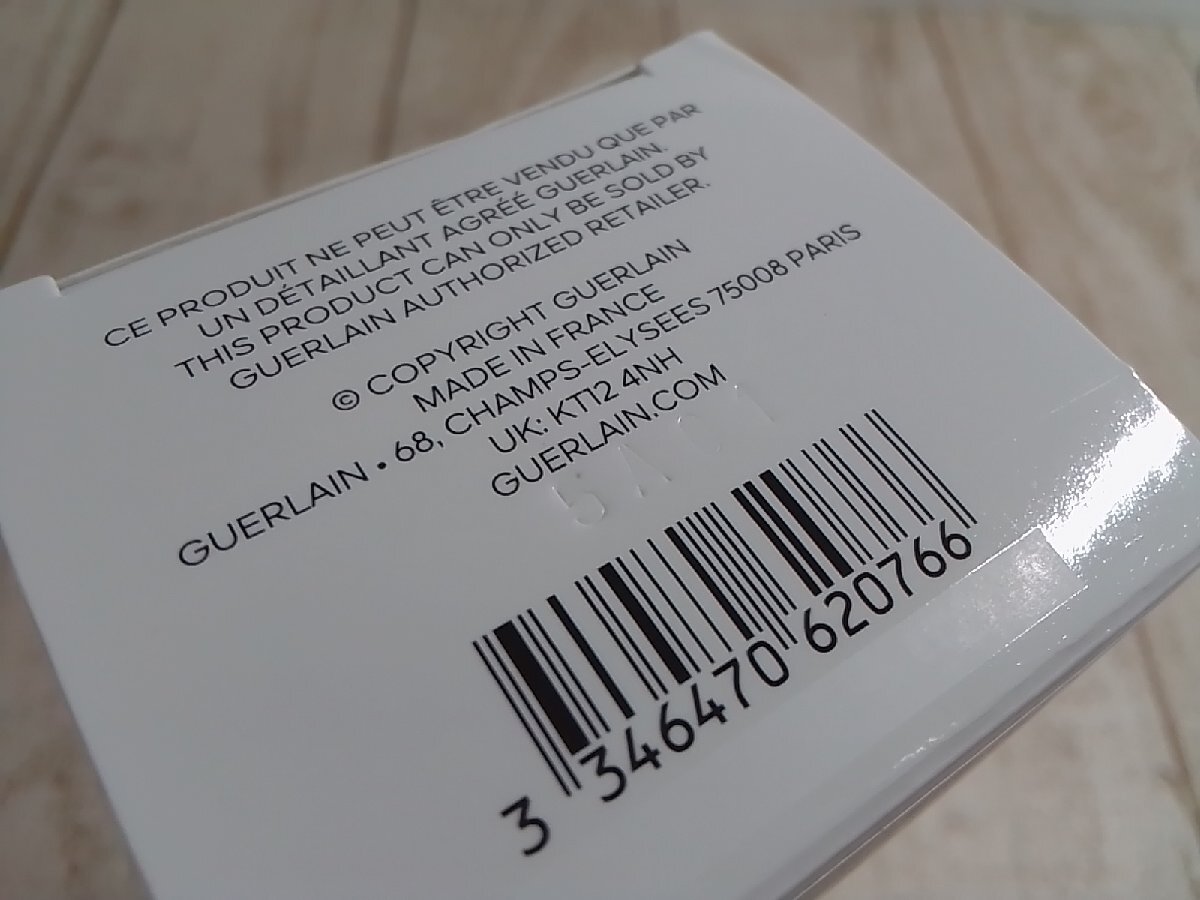 CE PRODUIT NE PEUT ÊTRE VENDU QUE PAR
UN DÉTAILLANT AGRÉÉ GUERLAIN.
THIS PRODUCT CAN ONLY BE SOLD BY
GUERLAIN AUTHORIZED RETAILER.
© COPYRIGHT GUERLAIN
MADE IN FRANCE
GUERLAIN • 68, CHAMPS-ELYSEES 75008 PARIS
UK: KT12 4NH
GUERLAIN.COM
5A01
3 346470 620766